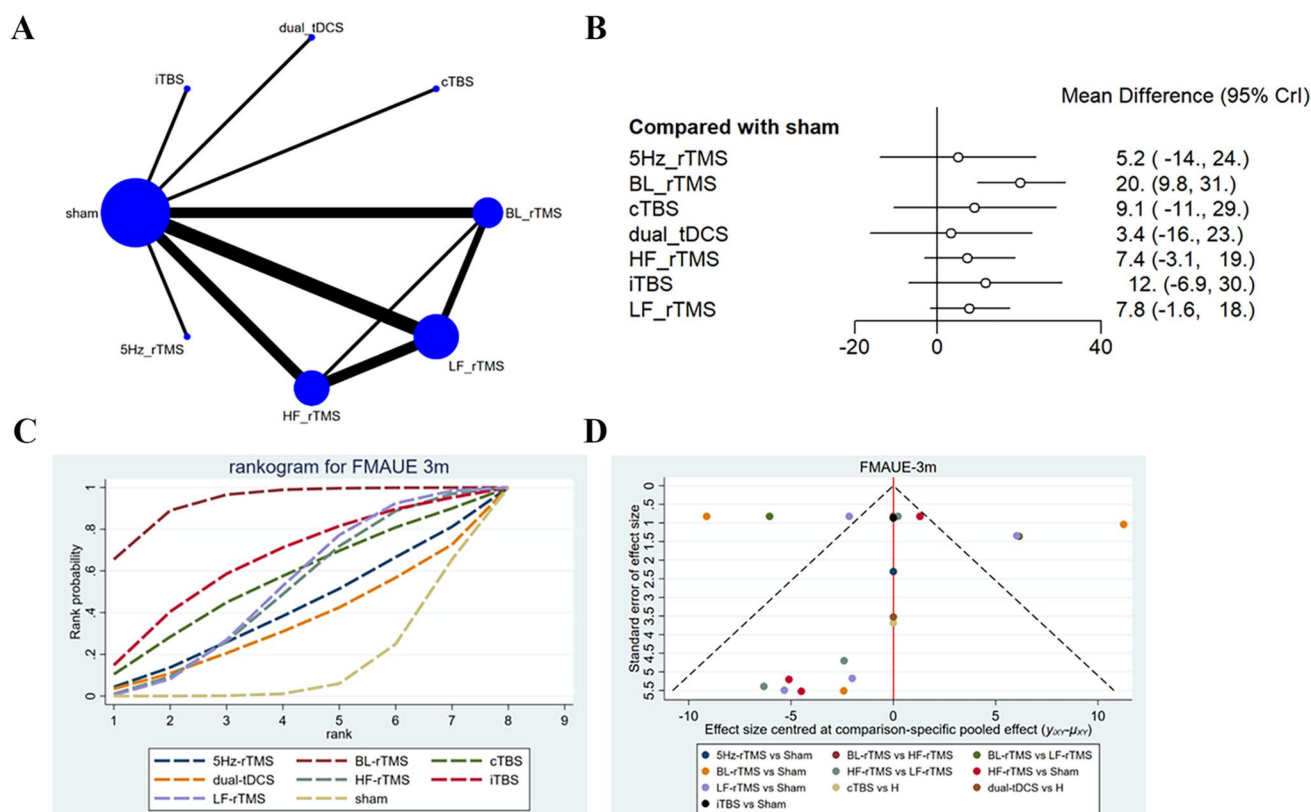 A
dual_tDCS
iTBS
cTBS
sham
BL_rTMS
5Hz_rTMS
LF_rTMS
HF_rTMS
B
Mean Difference (95% CrI)
Compared with sham
5Hz_rTMS 5.2 ( -14., 24.)
BL_rTMS 20. (9.8, 31.)
cTBS 9.1 ( -11., 29.)
dual_tDCS 3.4 ( -16., 23.)
HF_rTMS 7.4 (-3.1, 19.)
iTBS 12. (-6.9, 30.)
LF_rTMS 7.8 (-1.6, 18.)
-20 0 40
C
rankogram for FMAUE 3m
Rank probability
1
.8
.6
.4
.2
0
1 2 3 4 5 6 7 8 9
rank
5Hz-rTMS BL-rTMS cTBS
dual-tDCS HF-rTMS iTBS
LF-rTMS sham
D
FMAUE-3m
Standard error of effect size
0
.5
1
1.5
2
2.5
3
3.5
4
4.5
5
5.5
-10 -5 0 5 10
Effect size centred at comparison-specific pooled effect (yᵢXY-μXY)
5Hz-rTMS vs Sham BL-rTMS vs HF-rTMS BL-rTMS vs LF-rTMS
BL-rTMS vs Sham HF-rTMS vs LF-rTMS HF-rTMS vs Sham
LF-rTMS vs Sham cTBS vs H dual-tDCS vs H
iTBS vs Sham